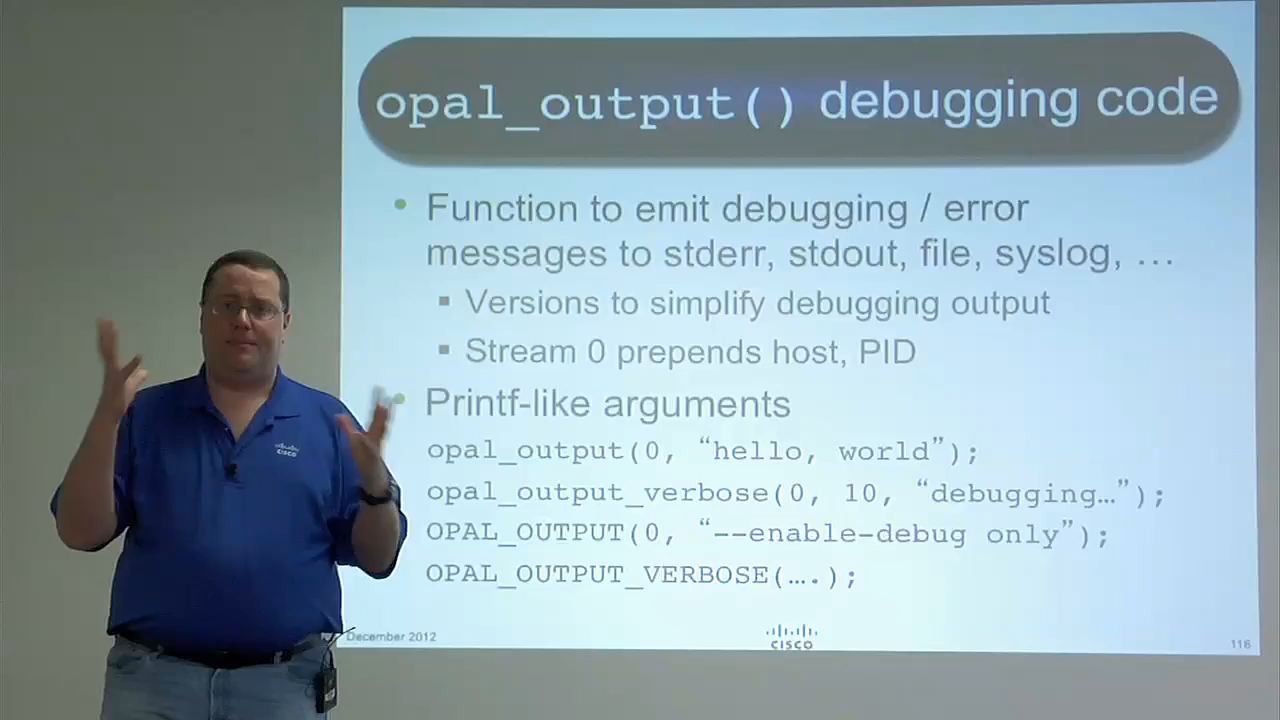 opal_output() debugging code
• Function to emit debugging / error
messages to stderr, stdout, file, syslog, …
▪ Versions to simplify debugging output
▪ Stream 0 prepends host, PID
• Printf-like arguments
opal_output(0, “hello, world”);
opal_output_verbose(0, 10, “debugging…”);
OPAL_OUTPUT(0, “--enable-debug only”);
OPAL_OUTPUT_VERBOSE(….);
December 2012
CISCO
116
CISCO